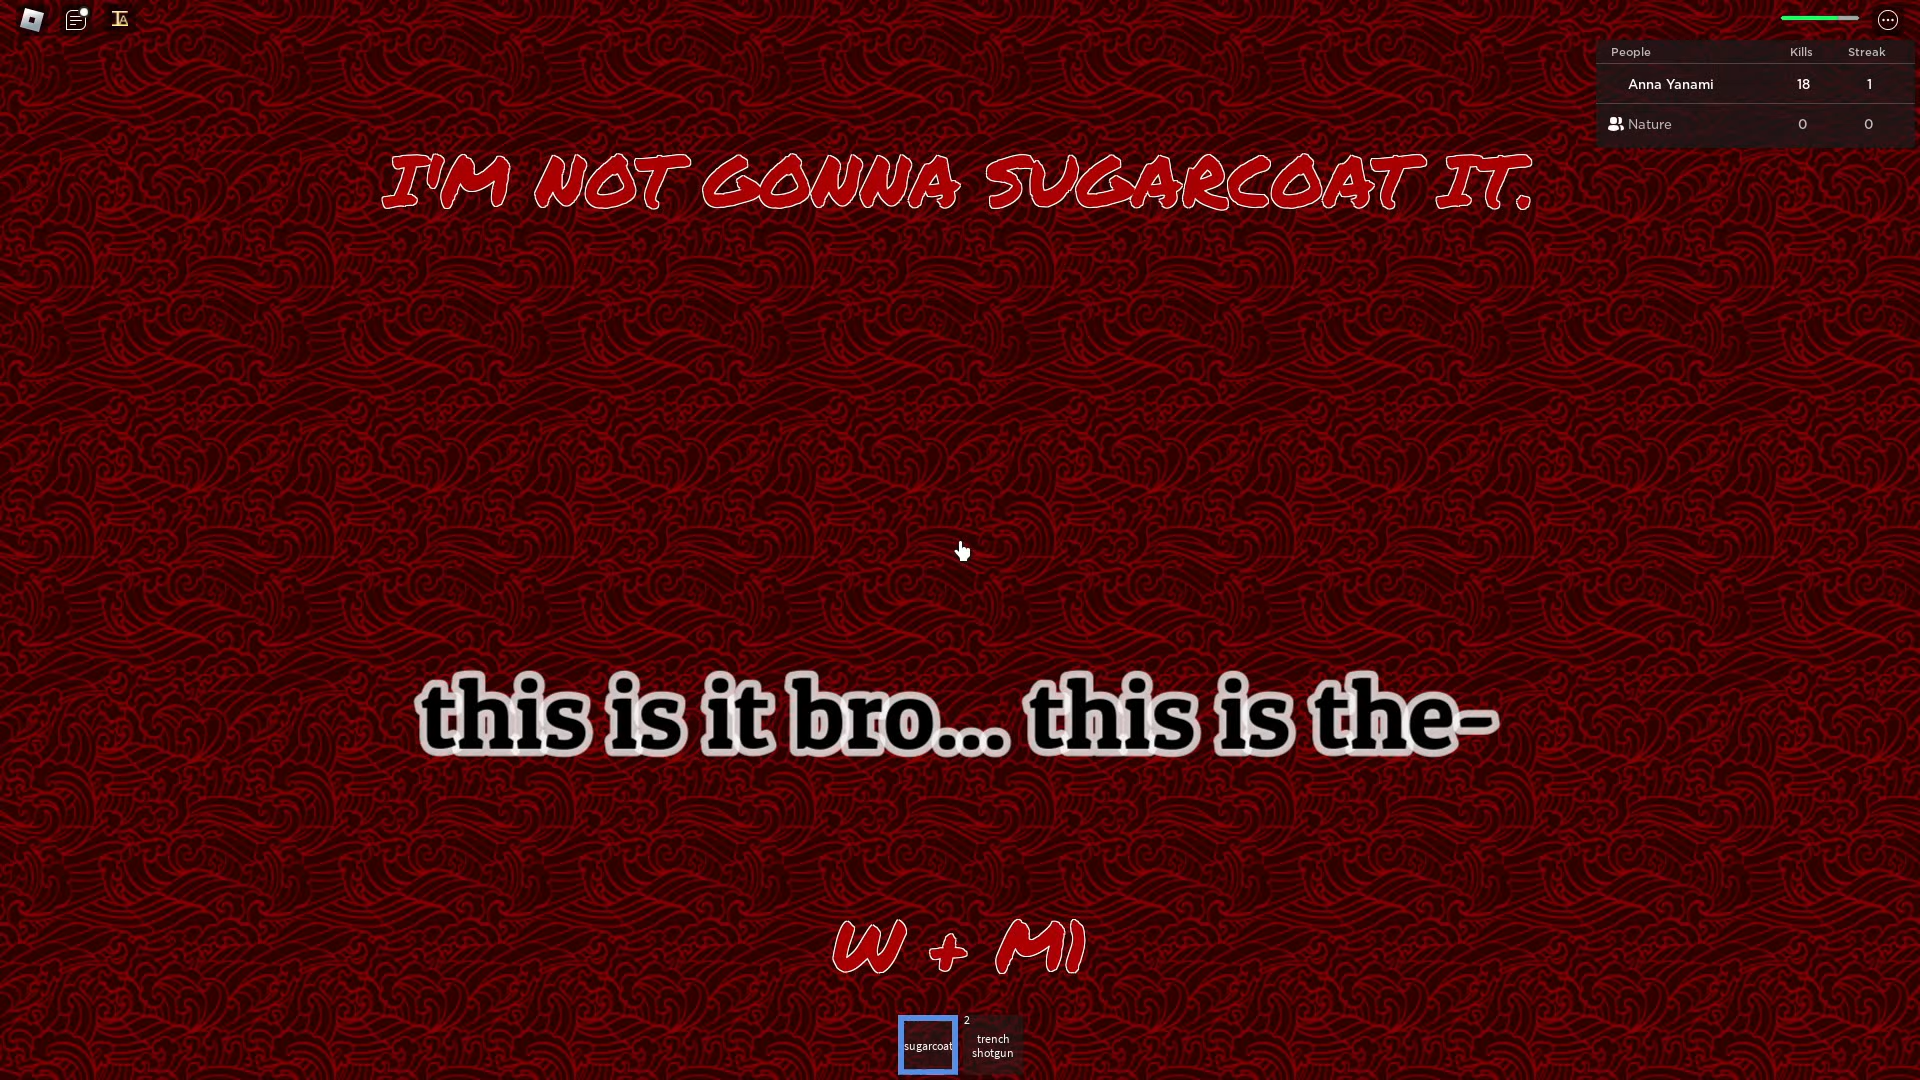 People Kills Streak
Anna Yanami 18 1
Nature 0 0
I'M NOT GONNA SUGARCOAT IT.
this is it bro... this is the-
W + M1
sugarcoat
2
trench
shotgun